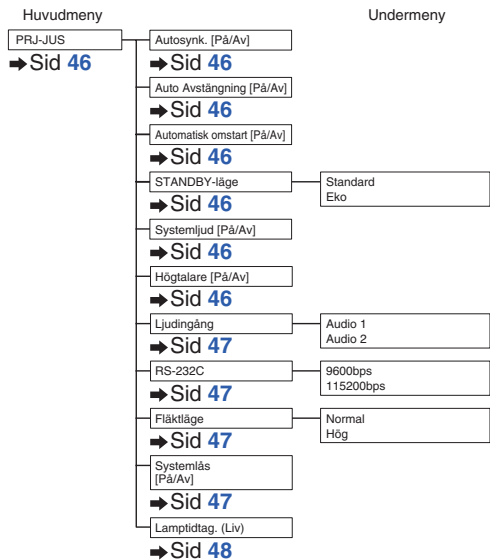 Huvudmeny
Undermeny
PRJ-JUS
➡Sid 46
Autosynk. [På/Av]
➡Sid 46
Auto Avstängning [På/Av]
➡Sid 46
Automatisk omstart [På/Av]
➡Sid 46
STANDBY-läge
➡Sid 46
Standard
Eko
Systemljud [På/Av]
➡Sid 46
Högtalare [På/Av]
➡Sid 46
Ljudingång
➡Sid 47
Audio 1
Audio 2
RS-232C
➡Sid 47
9600bps
115200bps
Fläktläge
➡Sid 47
Normal
Hög
Systemlås
[På/Av]
➡Sid 47
Lamptidtag. (Liv)
➡Sid 48